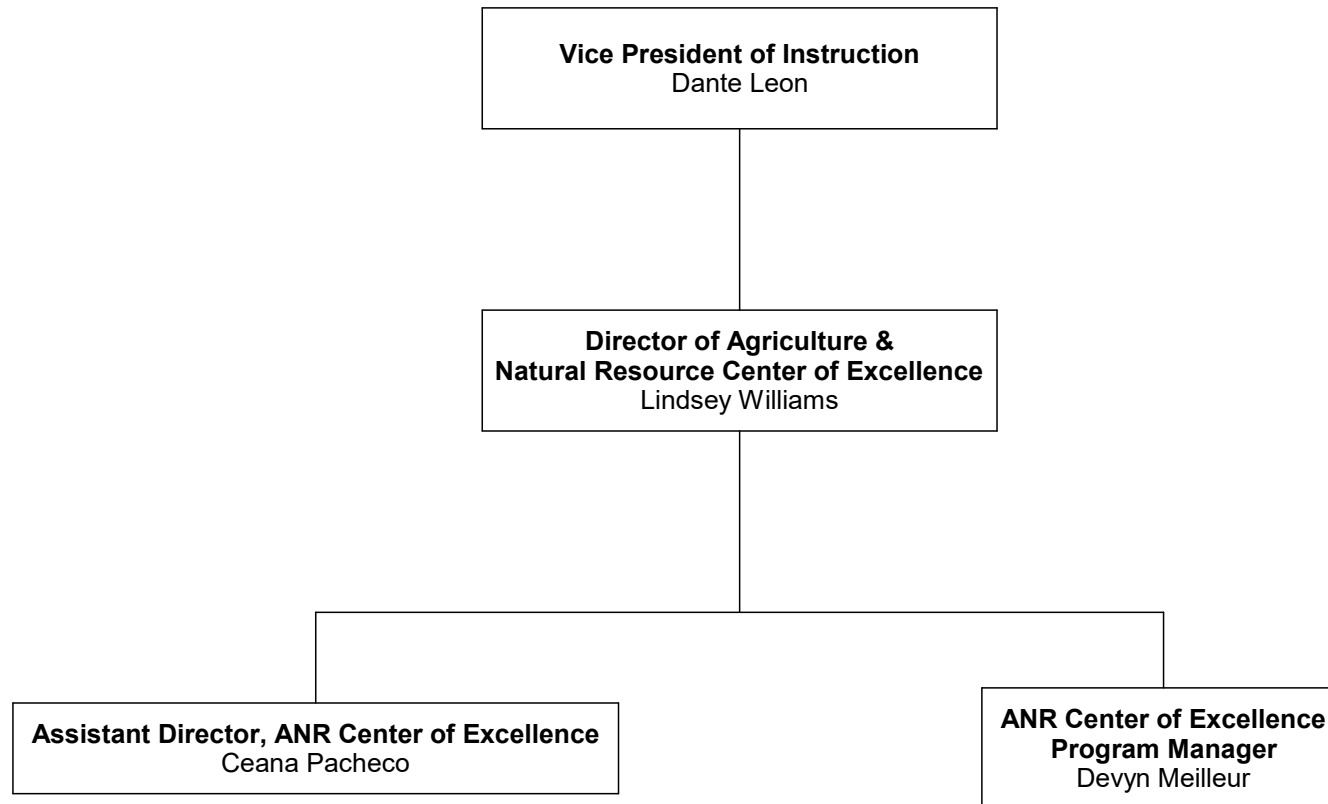 Vice President of Instruction
Dante Leon
Director of Agriculture &
Natural Resource Center of Excellence
Lindsey Williams
Assistant Director, ANR Center of Excellence
Ceana Pacheco
ANR Center of Excellence
Program Manager
Devyn Meilleur